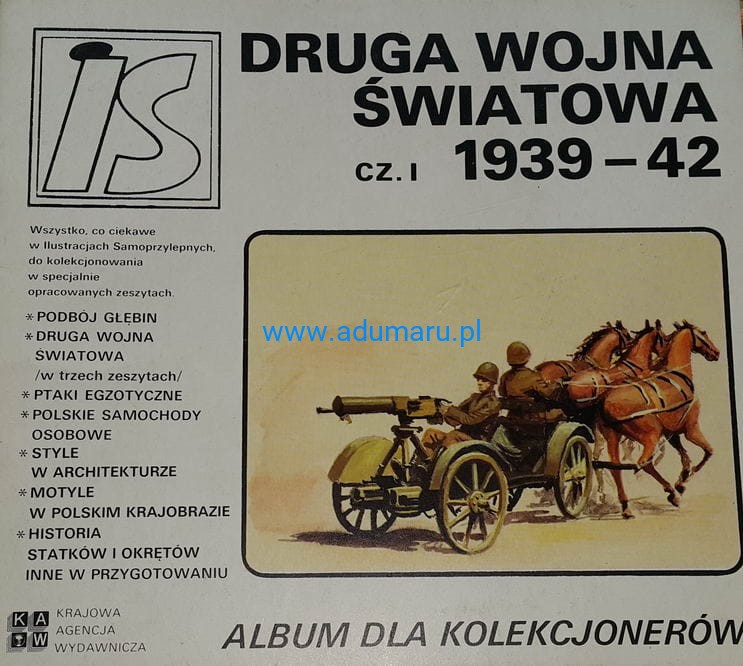 is
DRUGA WOJNA
ŚWIATOWA
CZ. I 1939 – 42
Wszystko, co ciekawe
w Ilustracjach Samoprzylepnych,
do kolekcjonowania
w specjalnie
opracowanych zeszytach.
* PODBÓJ GŁĘBIN
* DRUGA WOJNA
ŚWIATOWA
/w trzech zeszytach/
* PTAKI EGZOTYCZNE
* POLSKIE SAMOCHODY
OSOBOWE
* STYLE
W ARCHITEKTURZE
* MOTYLE
W POLSKIM KRAJOBRAZIE
* HISTORIA
STATKÓW I OKRĘTÓW
INNE W PRZYGOTOWANIU
www.adumaru.pl
KAW
KRAJOWA
AGENCJA
WYDAWNICZA
ALBUM DLA KOLEKCJONERÓW